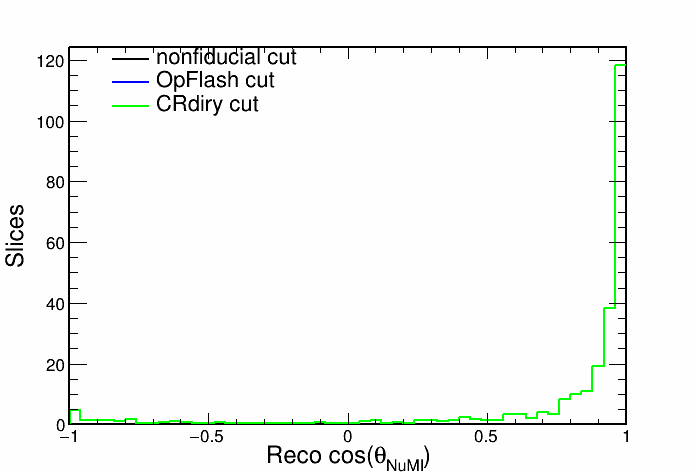 nonfiducial cut
OpFlash cut
CRdiry cut
120
100
80
60
40
20
0
Slices
−1 −0.5 0 0.5 1
Reco cos(θNuMI)